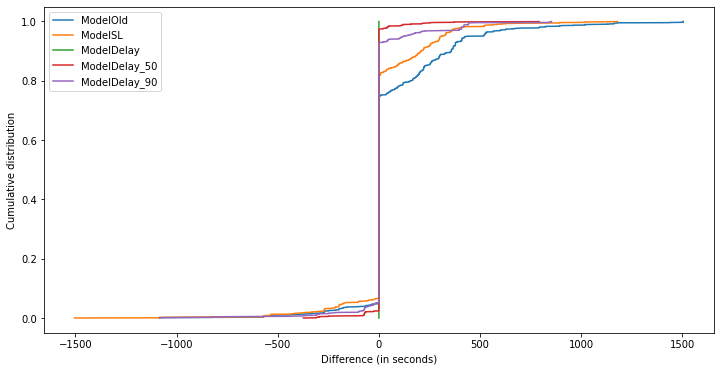 1.0
0.8
0.6
0.4
0.2
0.0
Cumulative distribution
ModelOld
ModelSL
ModelDelay
ModelDelay_50
ModelDelay_90
−1500
−1000
−500
0
500
1000
1500
Difference (in seconds)